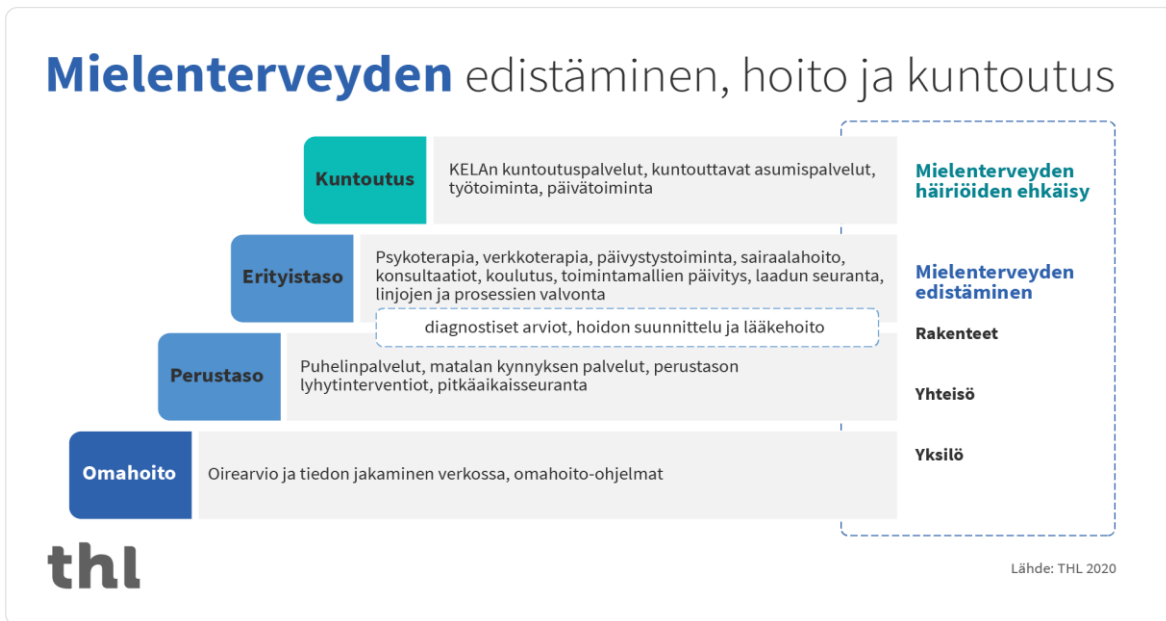 Mielenterveyden edistäminen, hoito ja kuntoutus
Kuntoutus
KELAn kuntoutuspalvelut, kuntouttavat asumispalvelut,
työtoiminta, päivätoiminta
Erityistaso
Psykoterapia, verkkoterapia, päivystystoiminta, sairaalahoito,
konsultaatiot, koulutus, toimintamallien päivitys, laadun seuranta,
linjojen ja prosessien valvonta
diagnostiset arviot, hoidon suunnittelu ja lääkehoito
Perustaso
Puhelinpalvelut, matalan kynnyksen palvelut, perustason
lyhytinterventiot, pitkäaikaisseuranta
Omahoito
Oirearvio ja tiedon jakaminen verkossa, omahoito-ohjelmat
Mielenterveyden
häiriöiden ehkäisy
Mielenterveyden
edistäminen
Rakenteet
Yhteisö
Yksilö
thl
Lähde: THL 2020